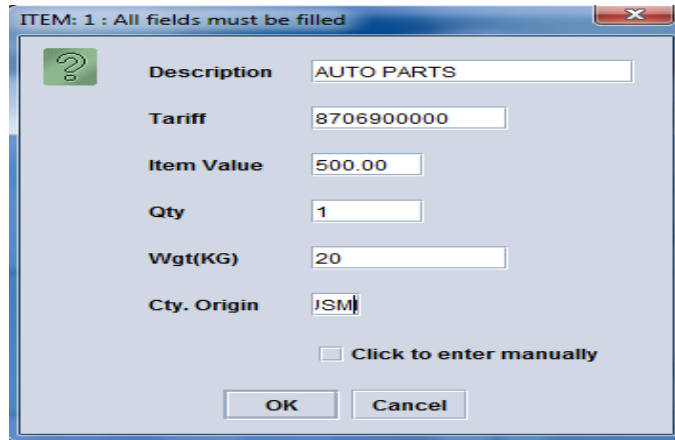 ITEM: 1 : All fields must be filled
Description AUTO PARTS
Tariff 8706900000
Item Value 500.00
Qty 1
Wgt(KG) 20
Cty. Origin
Click to enter manually
OK Cancel